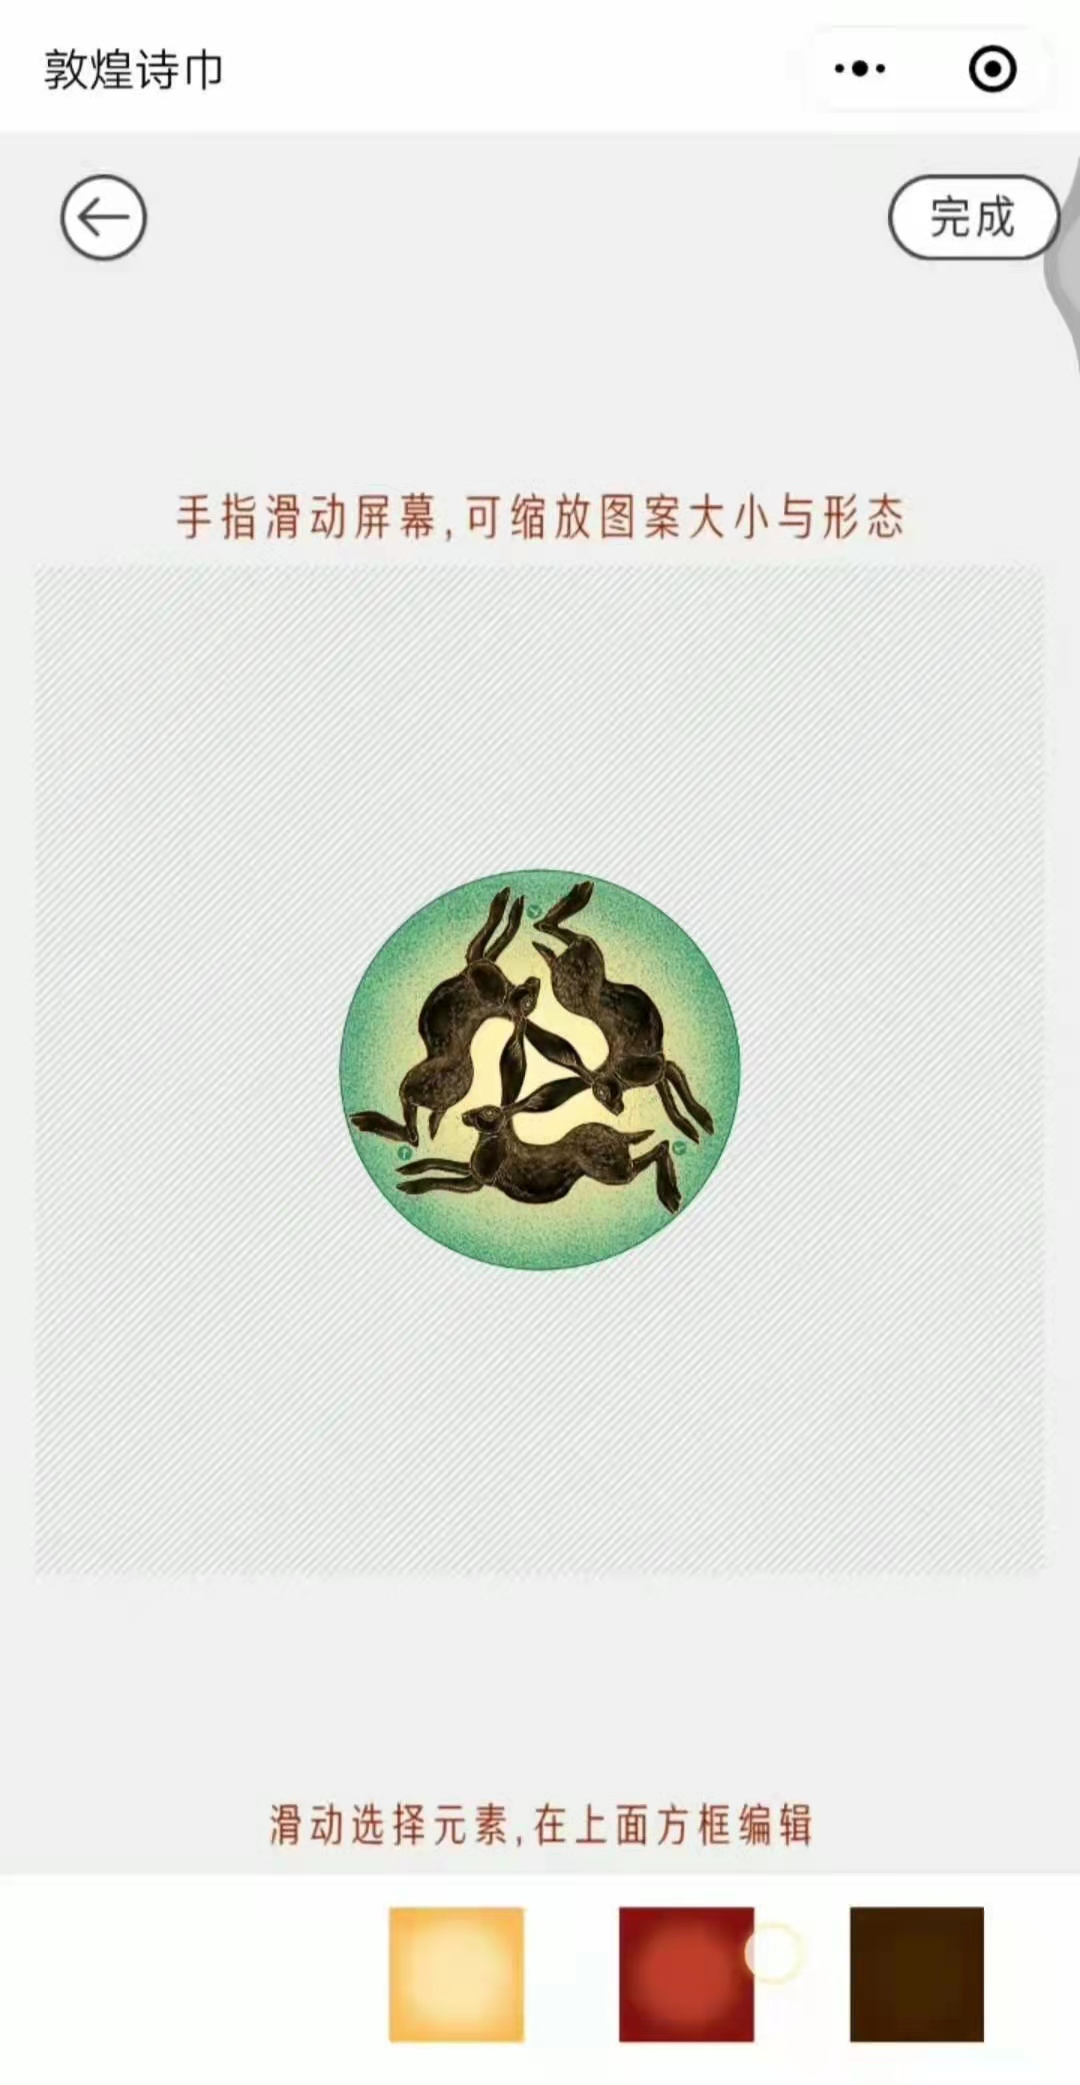 敦煌诗巾
完成
手指滑动屏幕,可缩放图案大小与形态
滑动选择元素,在上面方框编辑